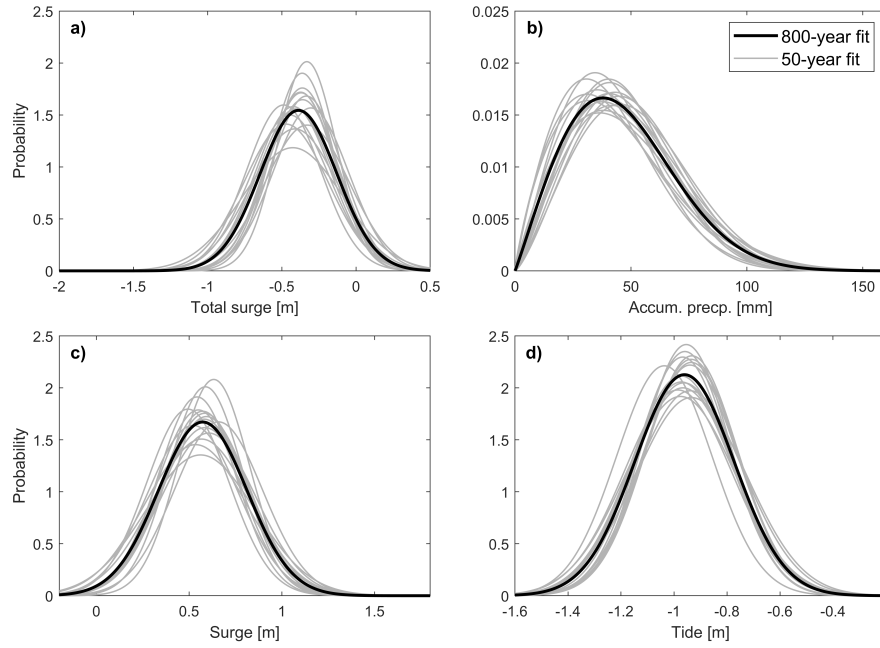 a)
2.5
2
1.5
1
0.5
0
Probability
-2 -1.5 -1 -0.5 0 0.5
Total surge [m]
b)
800-year fit
50-year fit
0.025
0.02
0.015
0.01
0.005
0
0 50 100 150
Accum. precp. [mm]
c)
2.5
2
1.5
1
0.5
0
Probability
0 0.5 1 1.5
Surge [m]
d)
2.5
2
1.5
1
0.5
0
-1.6 -1.4 -1.2 -1 -0.8 -0.6 -0.4
Tide [m]